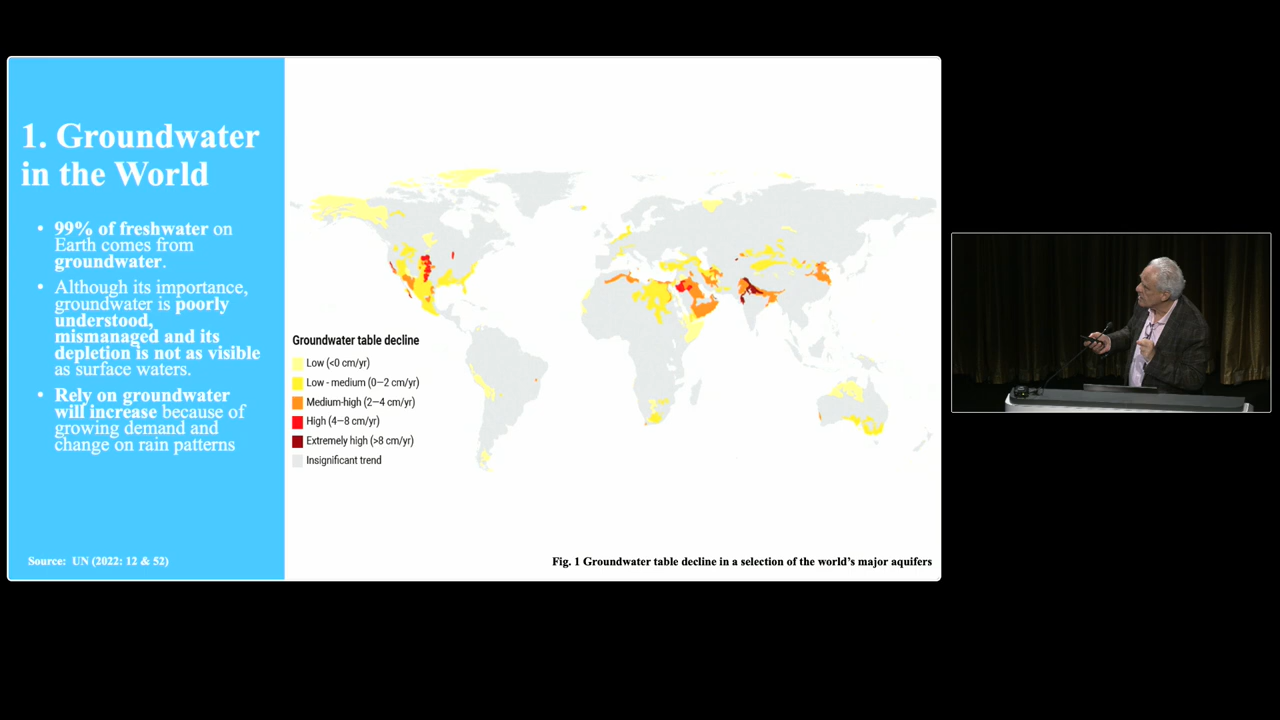 1. Groundwater
in the World
• 99% of freshwater on
Earth comes from
groundwater.
• Although its importance,
groundwater is poorly
understood,
mismanaged and its
depletion is not as visible
as surface waters.
• Rely on groundwater
will increase because of
growing demand and
change on rain patterns
Source: UN (2022: 12 & 52)
Groundwater table decline
Low (<0 cm/yr)
Low - medium (0–2 cm/yr)
Medium-high (2–4 cm/yr)
High (4–8 cm/yr)
Extremely high (>8 cm/yr)
Insignificant trend
Fig. 1 Groundwater table decline in a selection of the world's major aquifers